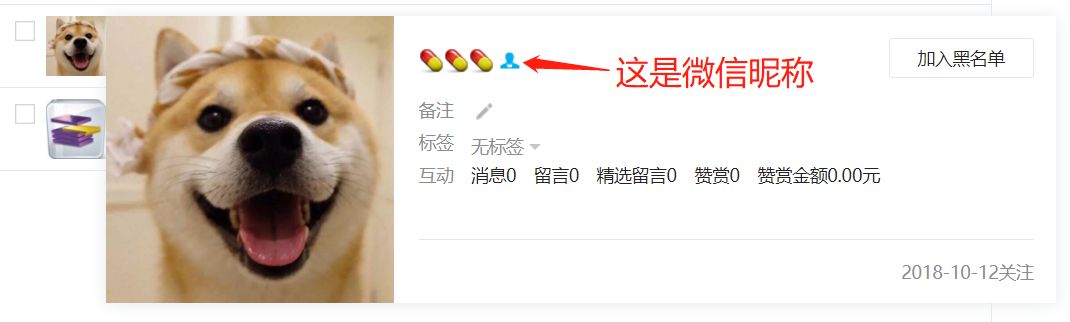 💊💊💊
这是微信昵称
加入黑名单
备注
标签 无标签
互动 消息0 留言0 精选留言0 赞赏0 赞赏金额0.00元
2018-10-12关注